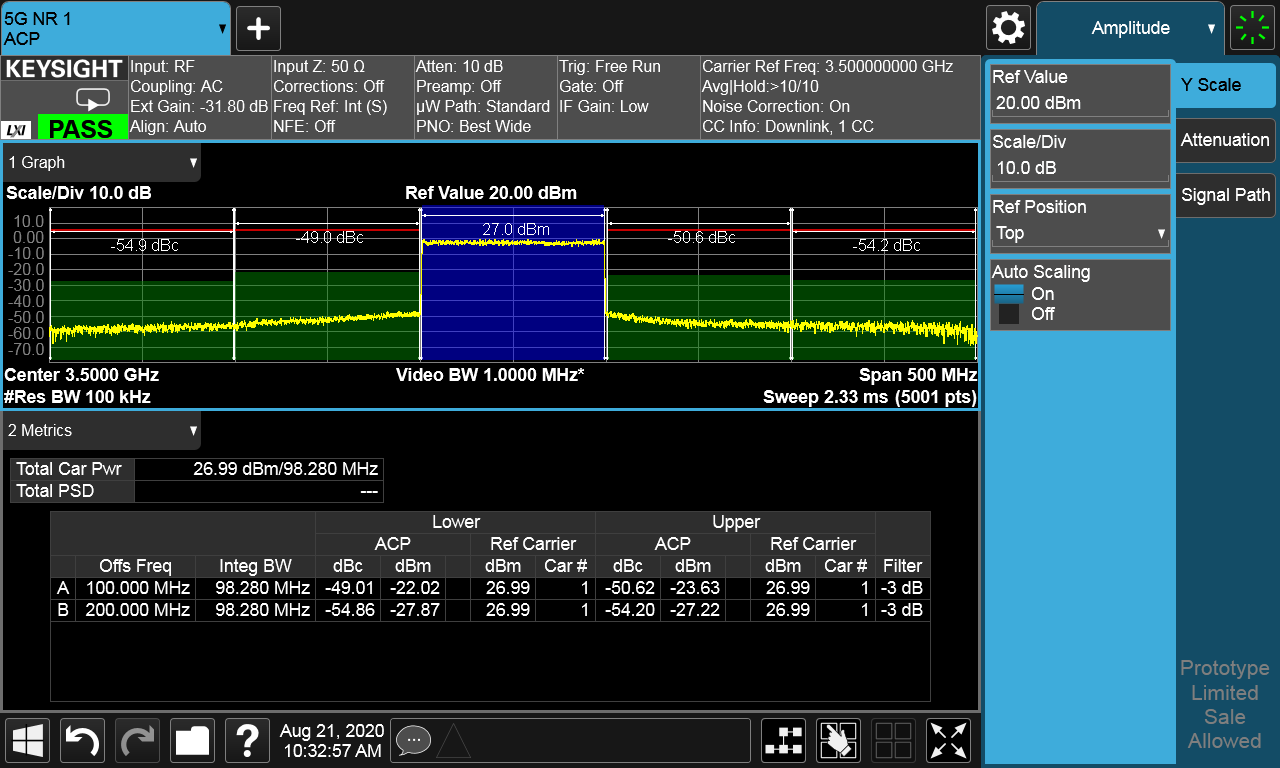 5G NR 1
ACP
Amplitude
KEYSIGHT
LXI
PASS
Input: RF
Coupling: AC
Ext Gain: -31.80 dB
Align: Auto
Input Z: 50 Ω
Corrections: Off
Freq Ref: Int (S)
NFE: Off
Atten: 10 dB
Preamp: Off
µW Path: Standard
PNO: Best Wide
Trig: Free Run
Gate: Off
IF Gain: Low
Carrier Ref Freq: 3.500000000 GHz
Avg|Hold:>10/10
Noise Correction: On
CC Info: Downlink, 1 CC
1 Graph
Scale/Div 10.0 dB
Ref Value 20.00 dBm
10.0
0.00
-10.0
-20.0
-30.0
-40.0
-50.0
-60.0
-70.0
-54.9 dBc
-49.0 dBc
27.0 dBm
-50.6 dBc
-54.2 dBc
Center 3.5000 GHz
Video BW 1.0000 MHz*
Span 500 MHz
#Res BW 100 kHz
Sweep 2.33 ms (5001 pts)
2 Metrics
Total Car Pwr 26.99 dBm/98.280 MHz
Total PSD ---
Lower Upper
ACP Ref Carrier ACP Ref Carrier
Offs Freq Integ BW dBc dBm dBm Car # dBc dBm dBm Car # Filter
A 100.000 MHz 98.280 MHz -49.01 -22.02 26.99 1 -50.62 -23.63 26.99 1 -3 dB
B 200.000 MHz 98.280 MHz -54.86 -27.87 26.99 1 -54.20 -27.22 26.99 1 -3 dB
Aug 21, 2020
10:32:57 AM
Ref Value
20.00 dBm
Scale/Div
10.0 dB
Ref Position
Top
Auto Scaling
On
Off
Y Scale
Attenuation
Signal Path
Prototype
Limited
Sale
Allowed